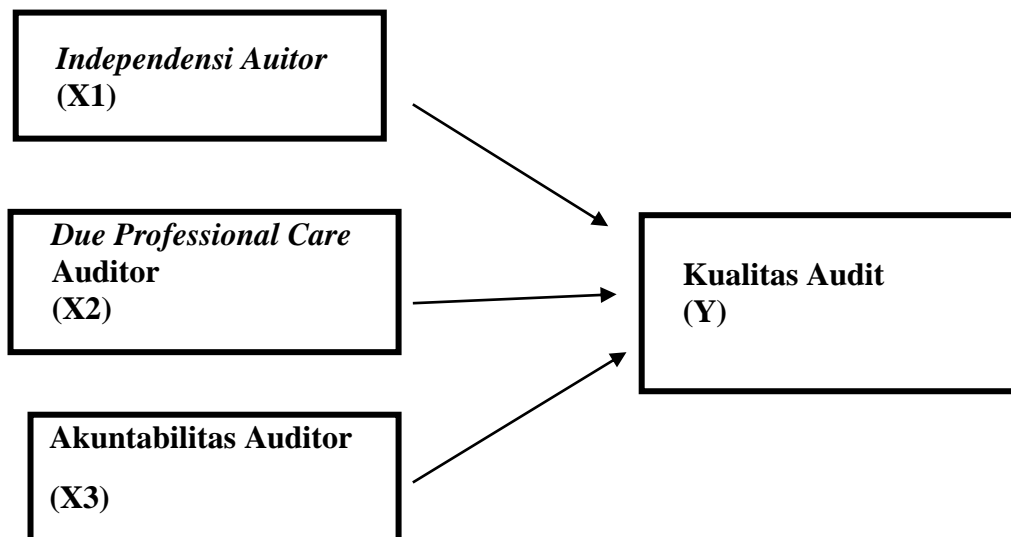 Independensi Auitor
(X1)
Due Professional Care
Auditor
(X2)
Kualitas Audit
(Y)
Akuntabilitas Auditor
(X3)